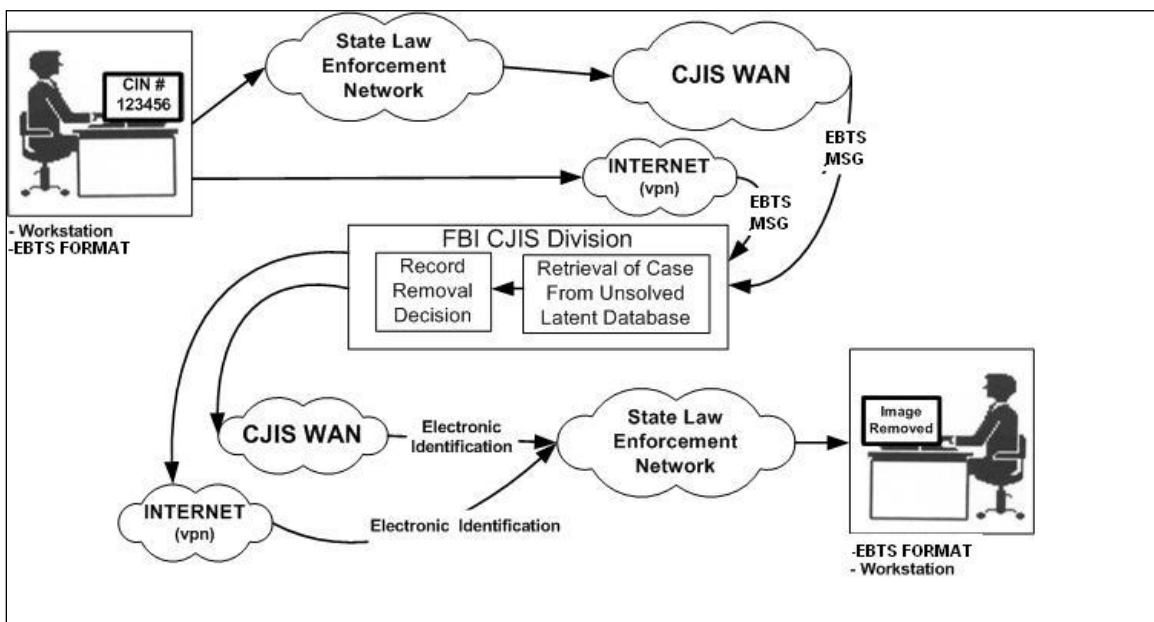 CIN #
123456
- Workstation
-EBTS FORMAT
State Law
Enforcement
Network
CJIS WAN
EBTS
MSG
INTERNET
(vpn)
EBTS
MSG
FBI CJIS Division
Record
Removal
Decision
Retrieval of Case
From Unsolved
Latent Database
CJIS WAN
Electronic
Identification
State Law
Enforcement
Network
Image
Removed
INTERNET
(vpn)
Electronic Identification
-EBTS FORMAT
- Workstation